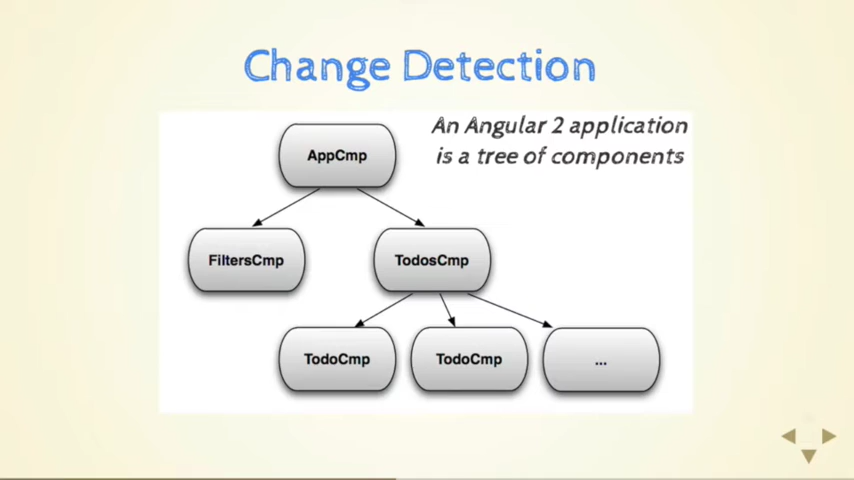 Change Detection
An Angular 2 application
is a tree of components
AppCmp
FiltersCmp
TodosCmp
TodoCmp
TodoCmp
...